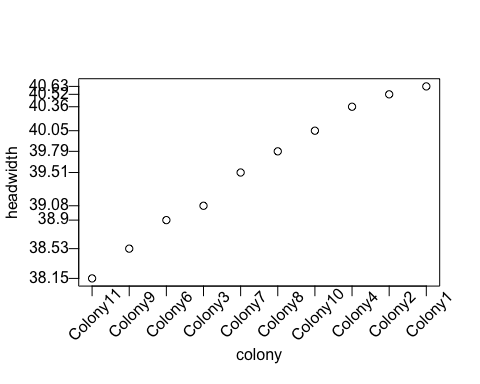 40.63
40.52
40.36
40.05
39.79
39.51
39.08
38.9
38.53
38.15
headwidth
Colony11
Colony9
Colony6
Colony3
Colony7
Colony8
Colony10
Colony4
Colony2
Colony1
colony